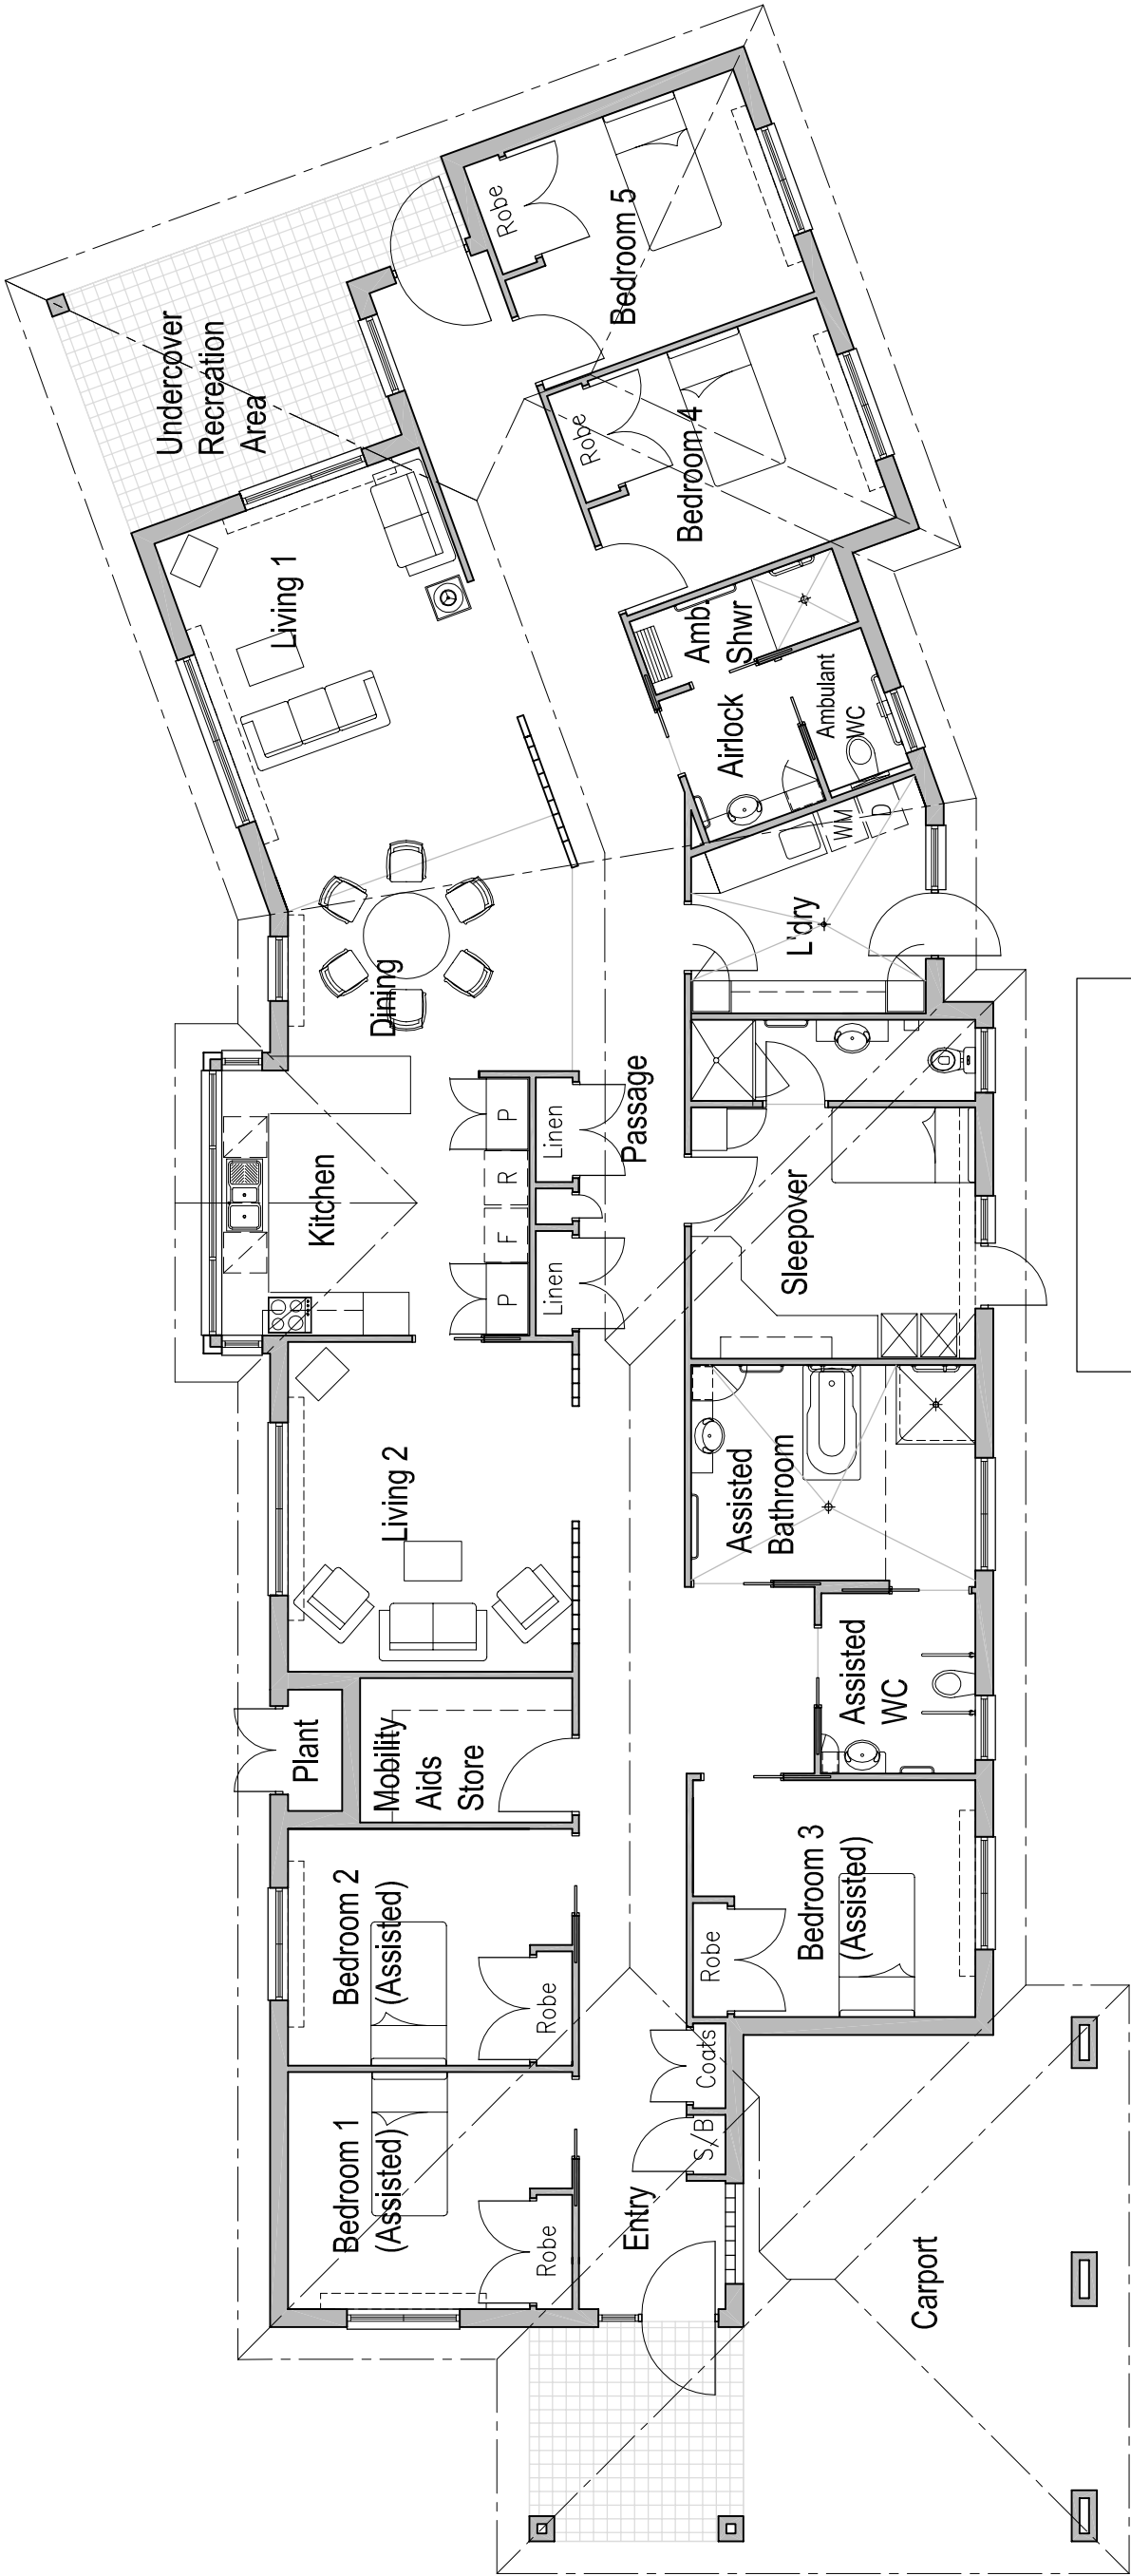 Undercover
Recreation
Area
Robe
Bedroom 5
Living 1
Robe
Bedroom 4
Amb.
Shwr
Airlock
Ambulant
WC
WM
D
L'dry
Dining
Kitchen
P
R
F
P
Linen
Linen
Passage
Sleepover
Living 2
Assisted
Bathroom
Assisted
WC
Plant
Mobility
Aids
Store
Bedroom 2
(Assisted)
Robe
Bedroom 3
(Assisted)
Robe
Coats
S/B
Bedroom 1
(Assisted)
Robe
Entry
Carport